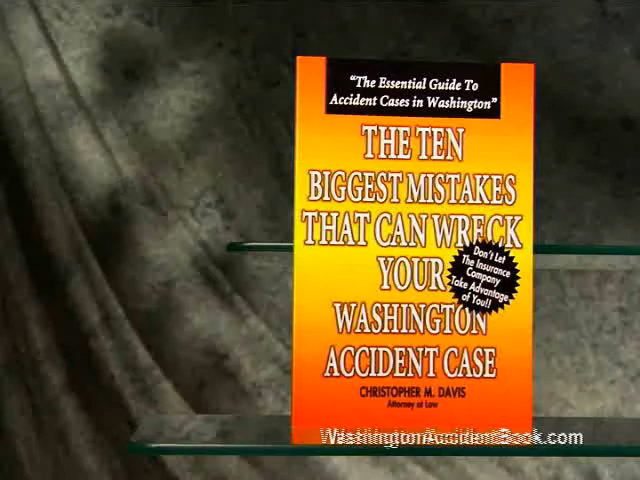 "The Essential Guide To
Accident Cases in Washington"
THE TEN
BIGGEST MISTAKES
THAT CAN WRECK
YOUR
WASHINGTON
ACCIDENT CASE
Don't Let
The Insurance
Company
Take Advantage
of You!!
CHRISTOPHER M. DAVIS
Attorney at Law
WashingtonAccidentBook.com